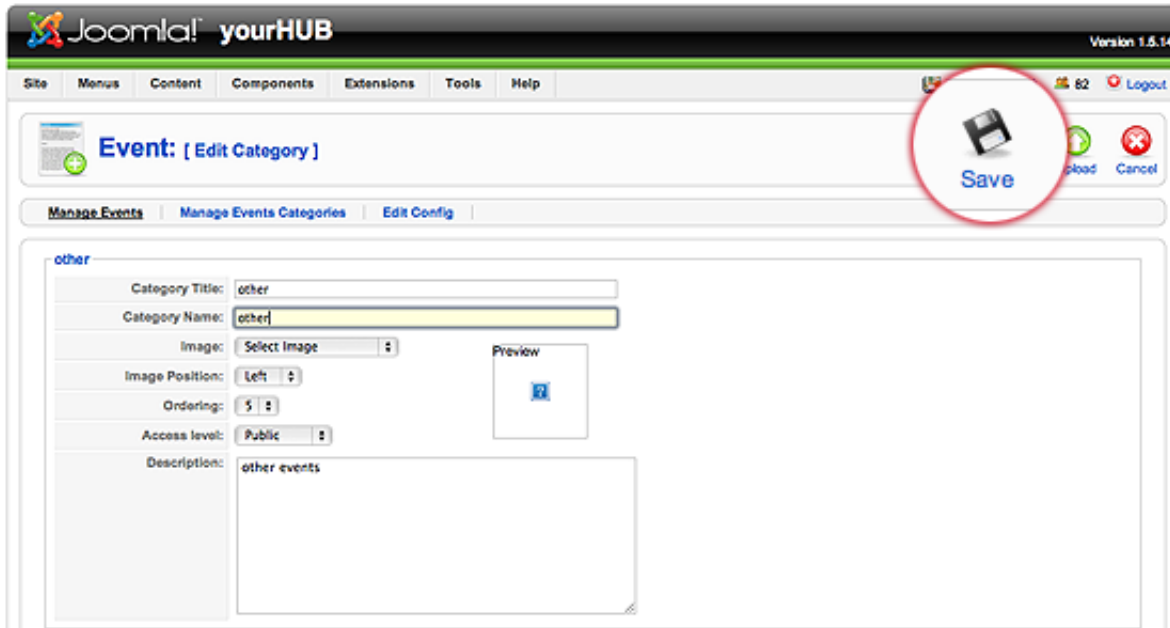 Joomla! yourHUB
Version 1.5.14
Site Menus Content Components Extensions Tools Help 82 Logout
Event: [ Edit Category ]
Save Upload Cancel
Manage Events Manage Events Categories Edit Config
other
Category Title: other
Category Name: other
Image: Select Image
Preview
Image Position: Left
Ordering: 5
Access level: Public
Description: other events